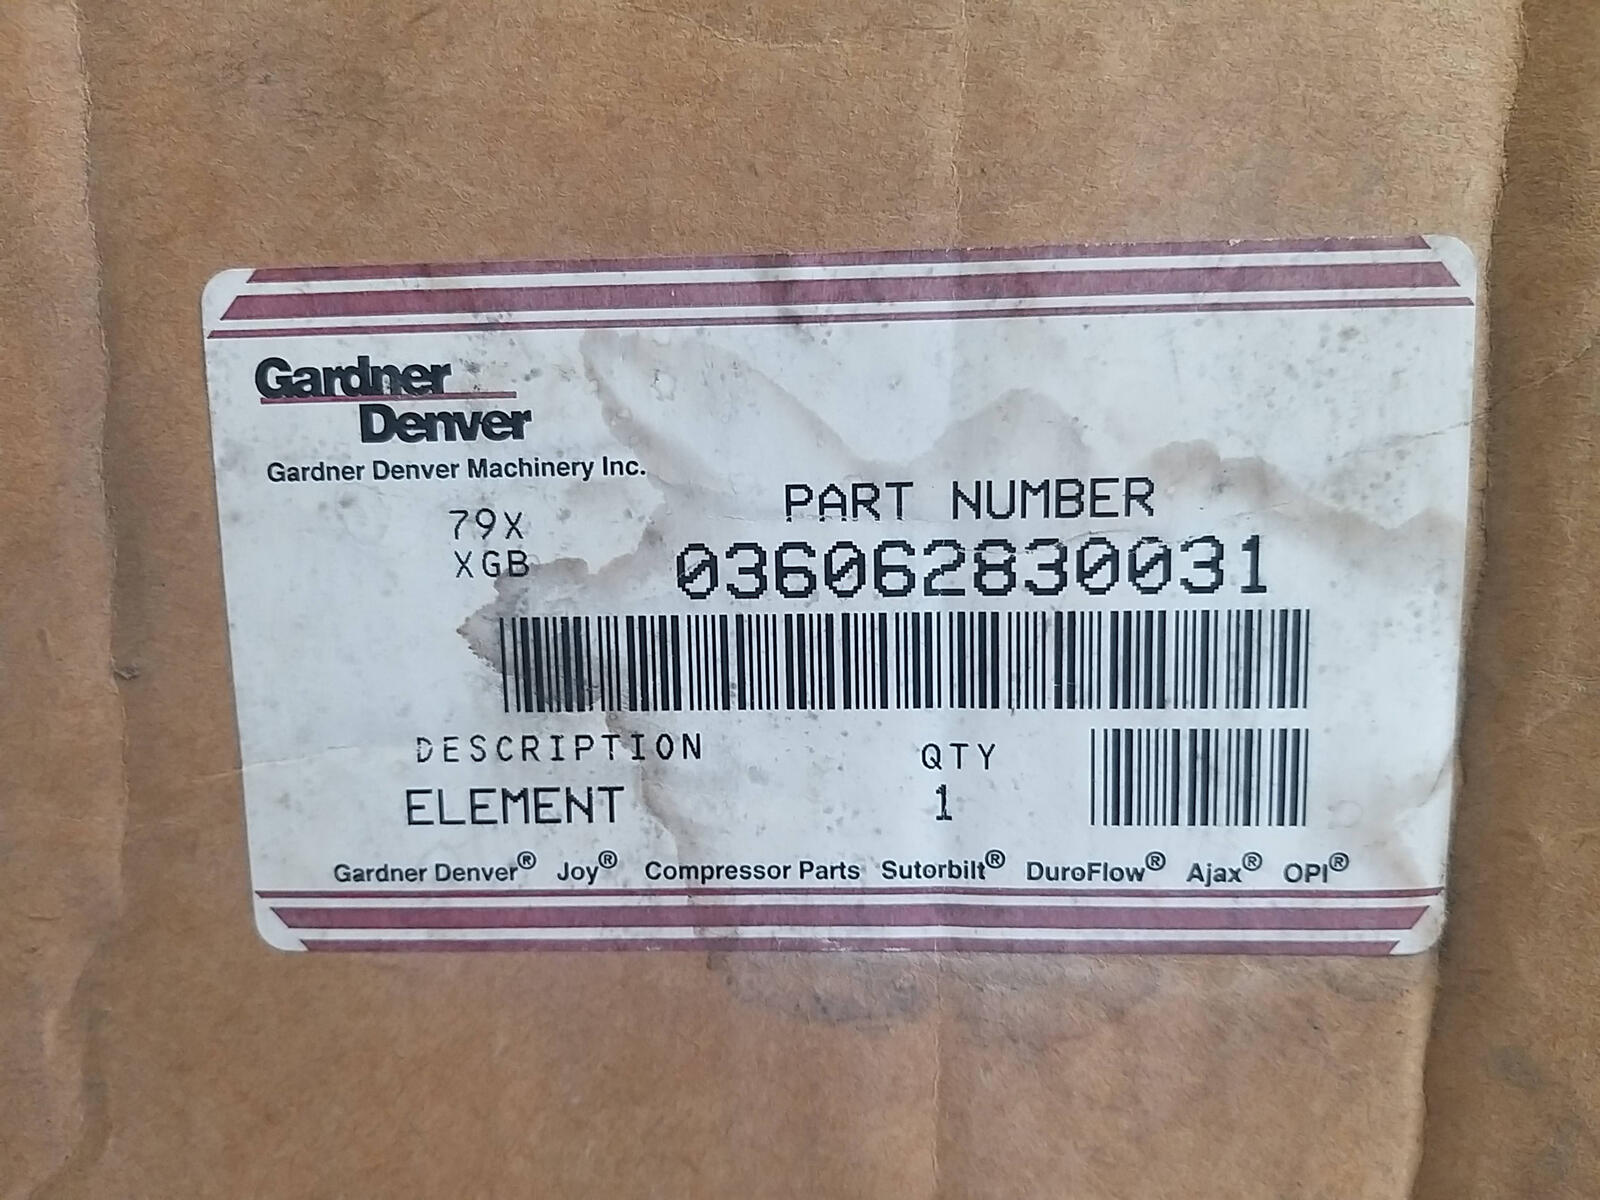 Gardner
Denver
Gardner Denver Machinery Inc.
79X
XGB
PART NUMBER
036062830031
DESCRIPTION
QTY
ELEMENT
1
Gardner Denver® Joy® Compressor Parts Sutorbilt® DuroFlow® Ajax® OPI®